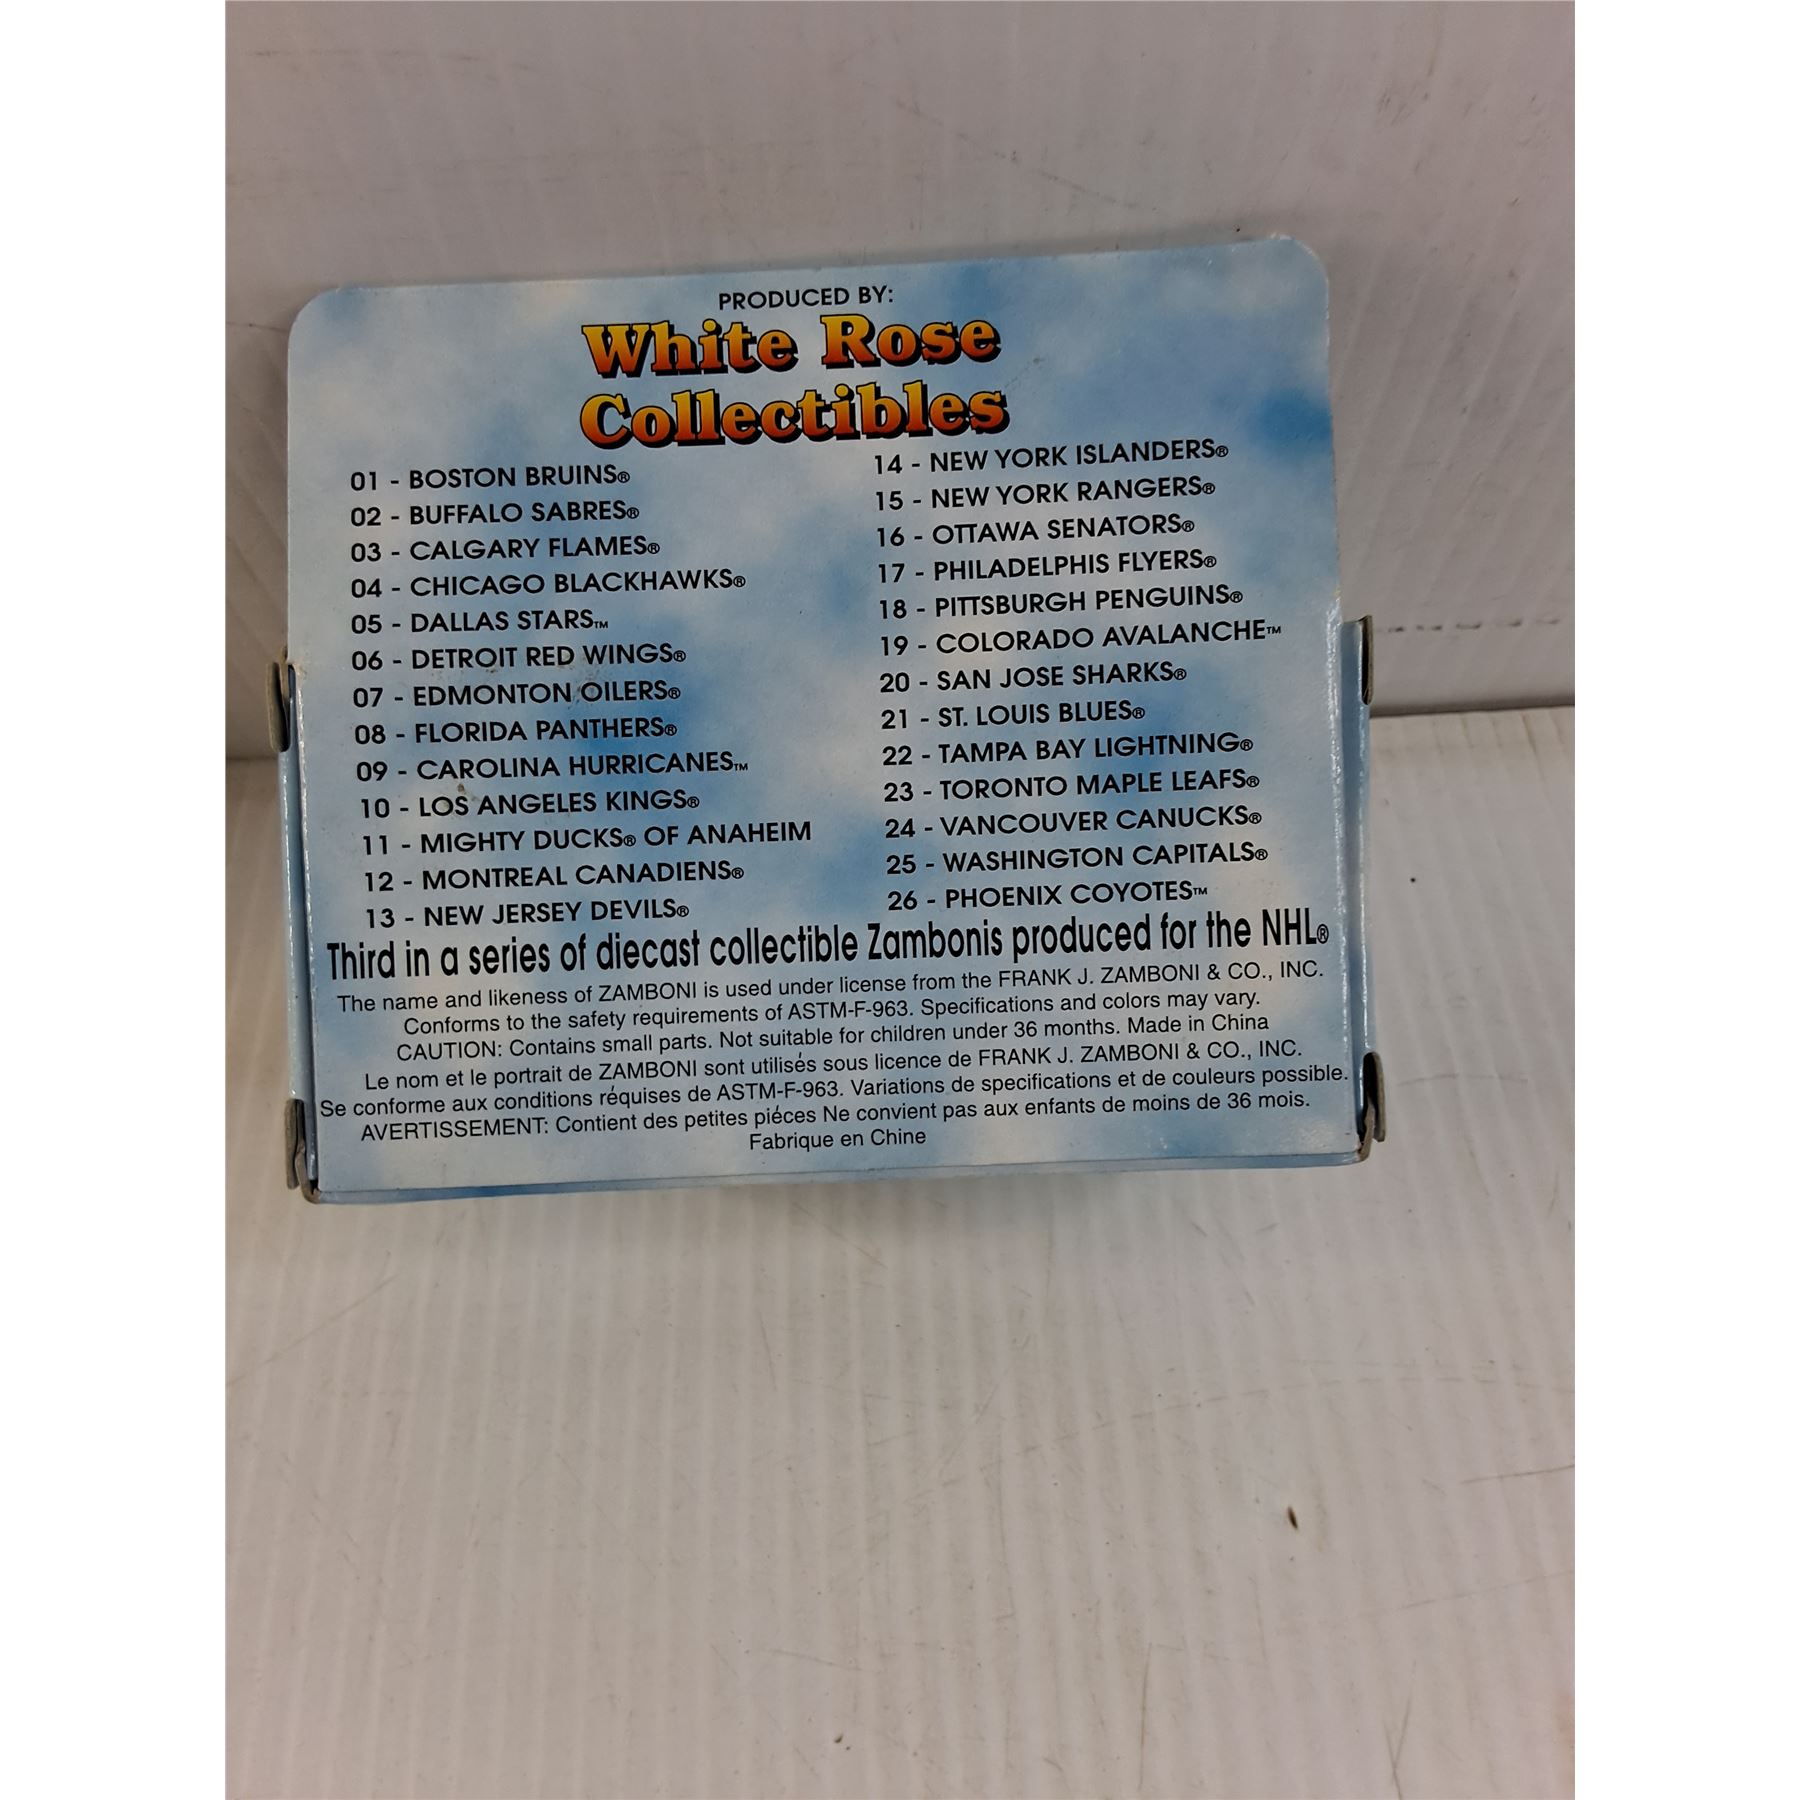 PRODUCED BY:
White Rose
Collectibles
01 - BOSTON BRUINS®
02 - BUFFALO SABRES®
03 - CALGARY FLAMES®
04 - CHICAGO BLACKHAWKS®
05 - DALLAS STARS™
06 - DETROIT RED WINGS®
07 - EDMONTON OILERS®
08 - FLORIDA PANTHERS®
09 - CAROLINA HURRICANES™
10 - LOS ANGELES KINGS®
11 - MIGHTY DUCKS® OF ANAHEIM
12 - MONTREAL CANADIENS®
13 - NEW JERSEY DEVILS®
14 - NEW YORK ISLANDERS®
15 - NEW YORK RANGERS®
16 - OTTAWA SENATORS®
17 - PHILADELPHIS FLYERS®
18 - PITTSBURGH PENGUINS®
19 - COLORADO AVALANCHE™
20 - SAN JOSE SHARKS®
21 - ST. LOUIS BLUES®
22 - TAMPA BAY LIGHTNING®
23 - TORONTO MAPLE LEAFS®
24 - VANCOUVER CANUCKS®
25 - WASHINGTON CAPITALS®
26 - PHOENIX COYOTES™
Third in a series of diecast collectible Zambonis produced for the NHL®
The name and likeness of ZAMBONI is used under license from the FRANK J. ZAMBONI & CO., INC.
Conforms to the safety requirements of ASTM-F-963. Specifications and colors may vary.
CAUTION: Contains small parts. Not suitable for children under 36 months. Made in China
Le nom et le portrait de ZAMBONI sont utilisés sous licence de FRANK J. ZAMBONI & CO., INC.
Se conforme aux conditions réquises de ASTM-F-963. Variations de specifications et de couleurs possible.
AVERTISSEMENT: Contient des petites piéces Ne convient pas aux enfants de moins de 36 mois.
Fabrique en Chine